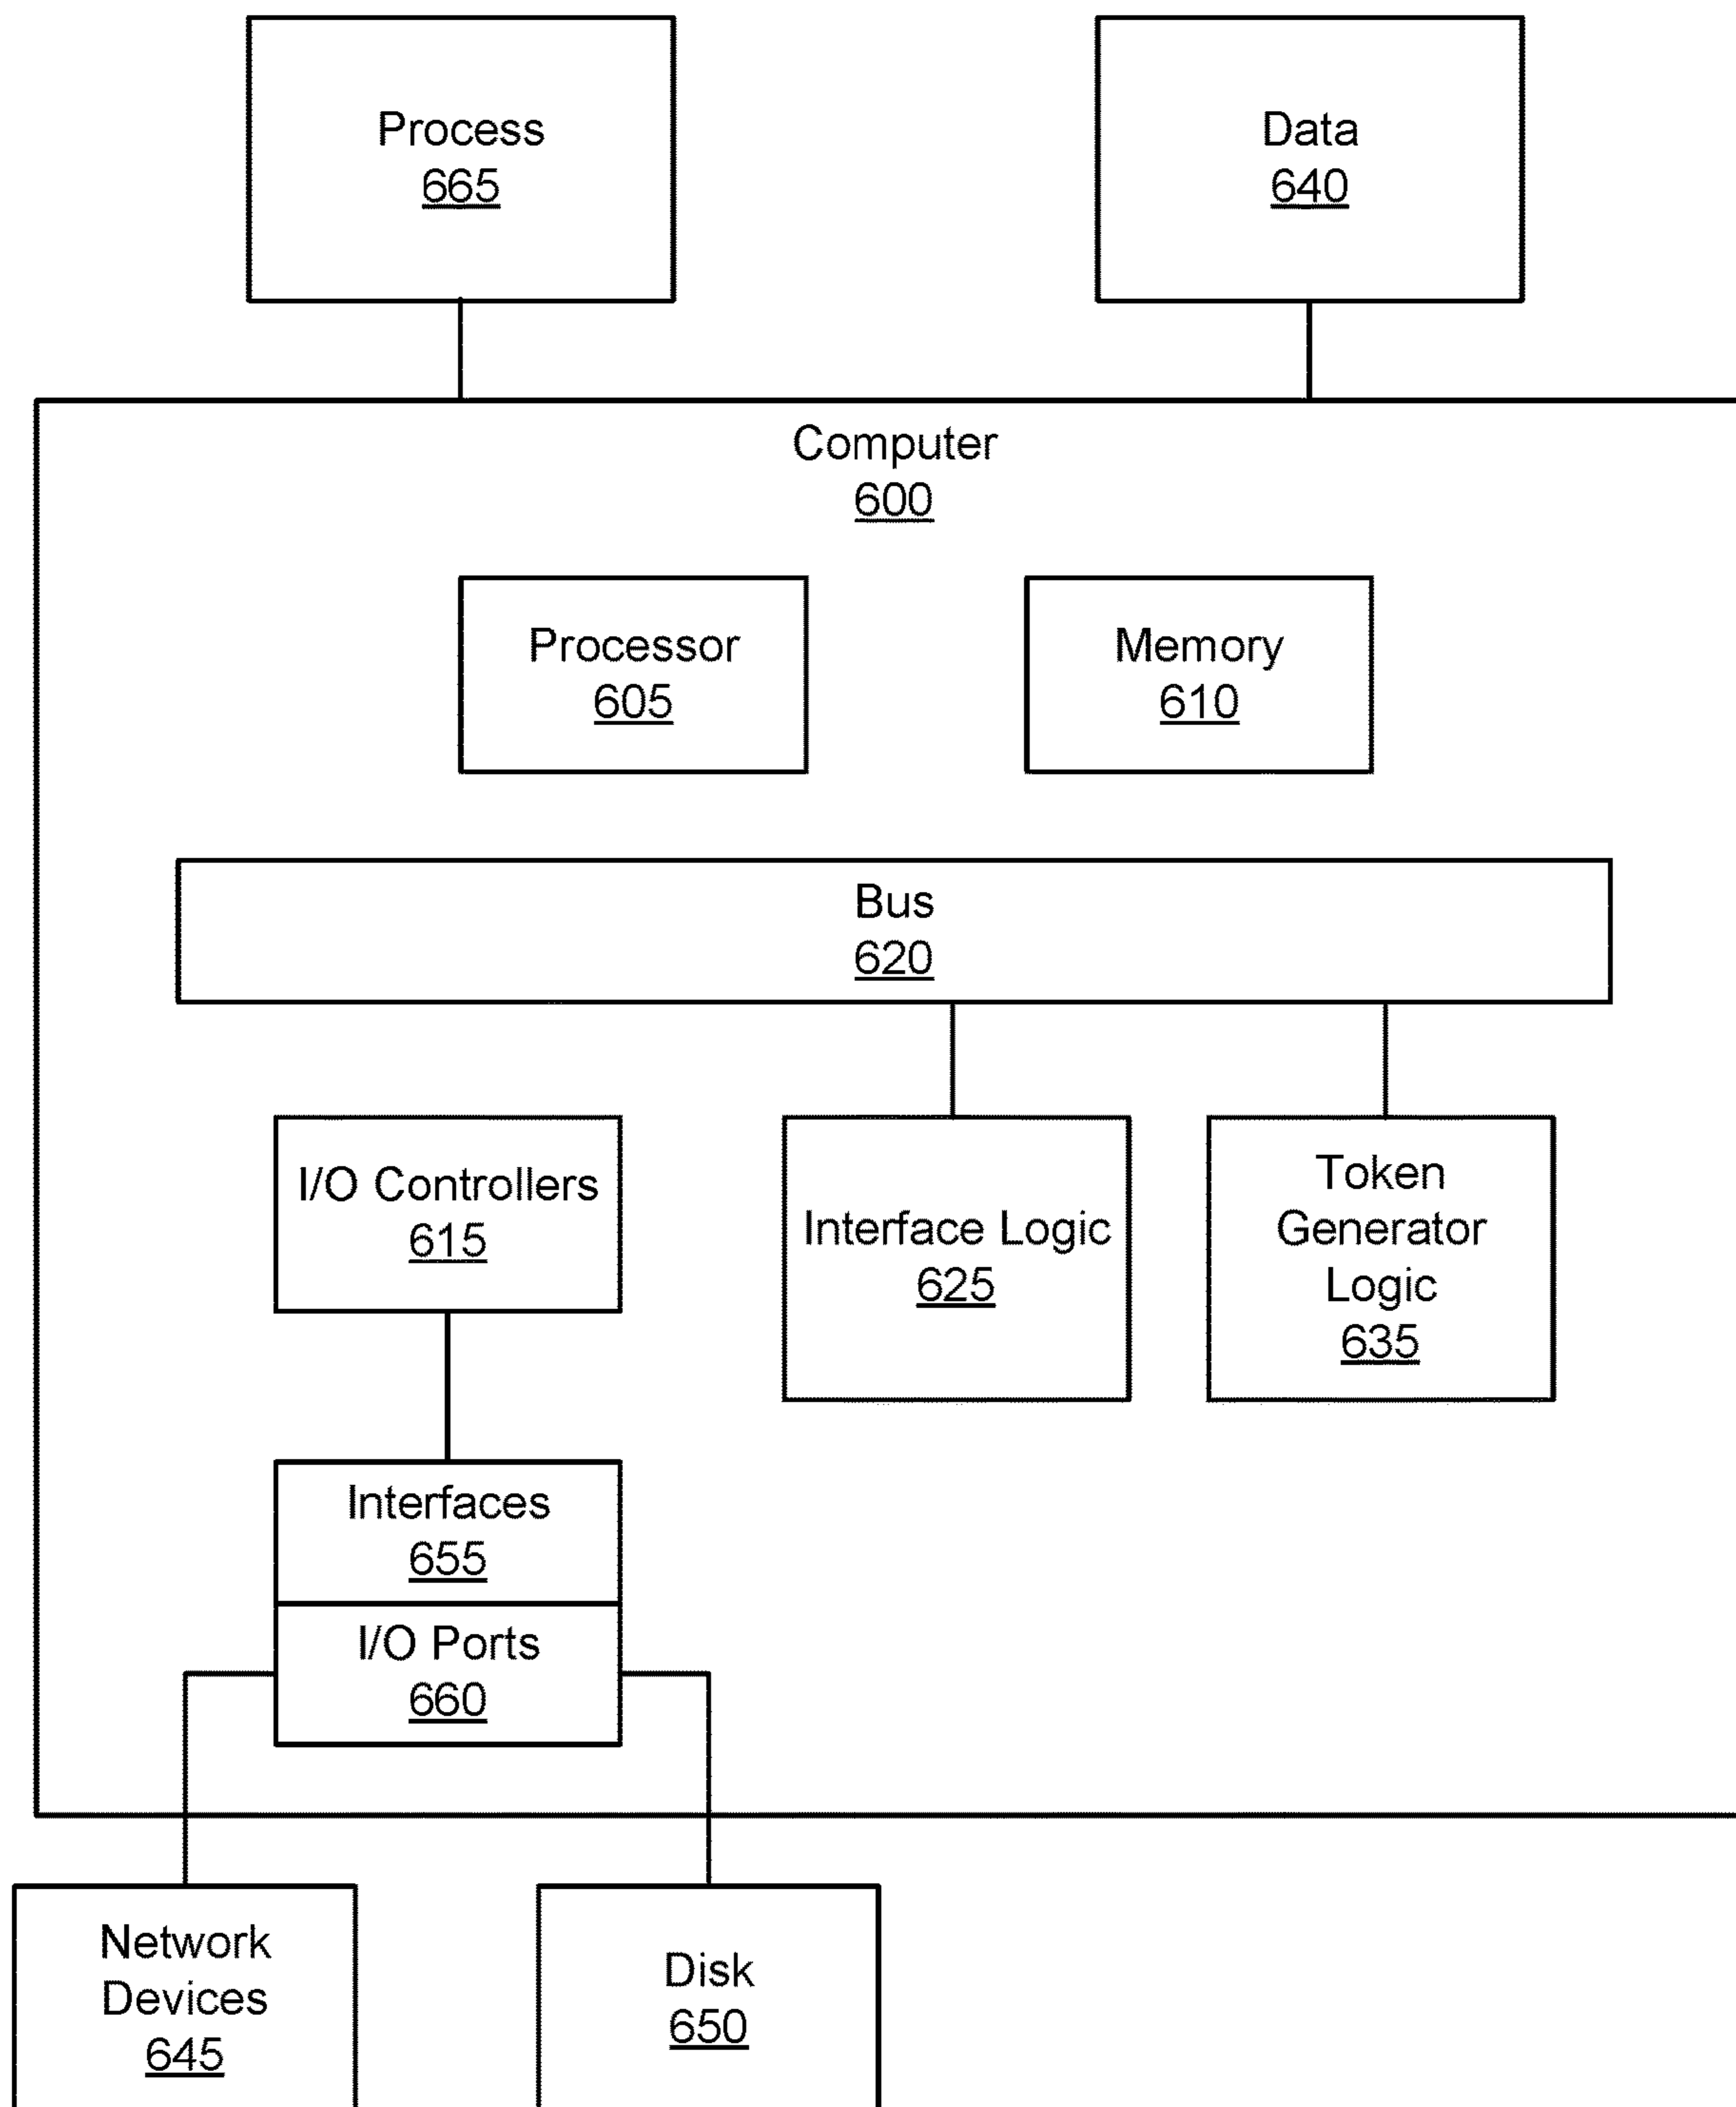 Process
665
Data
640
Computer
600
Processor
605
Memory
610
Bus
620
I/O Controllers
615
Interface Logic
625
Token
Generator
Logic
635
Interfaces
655
I/O Ports
660
Network
Devices
645
Disk
650